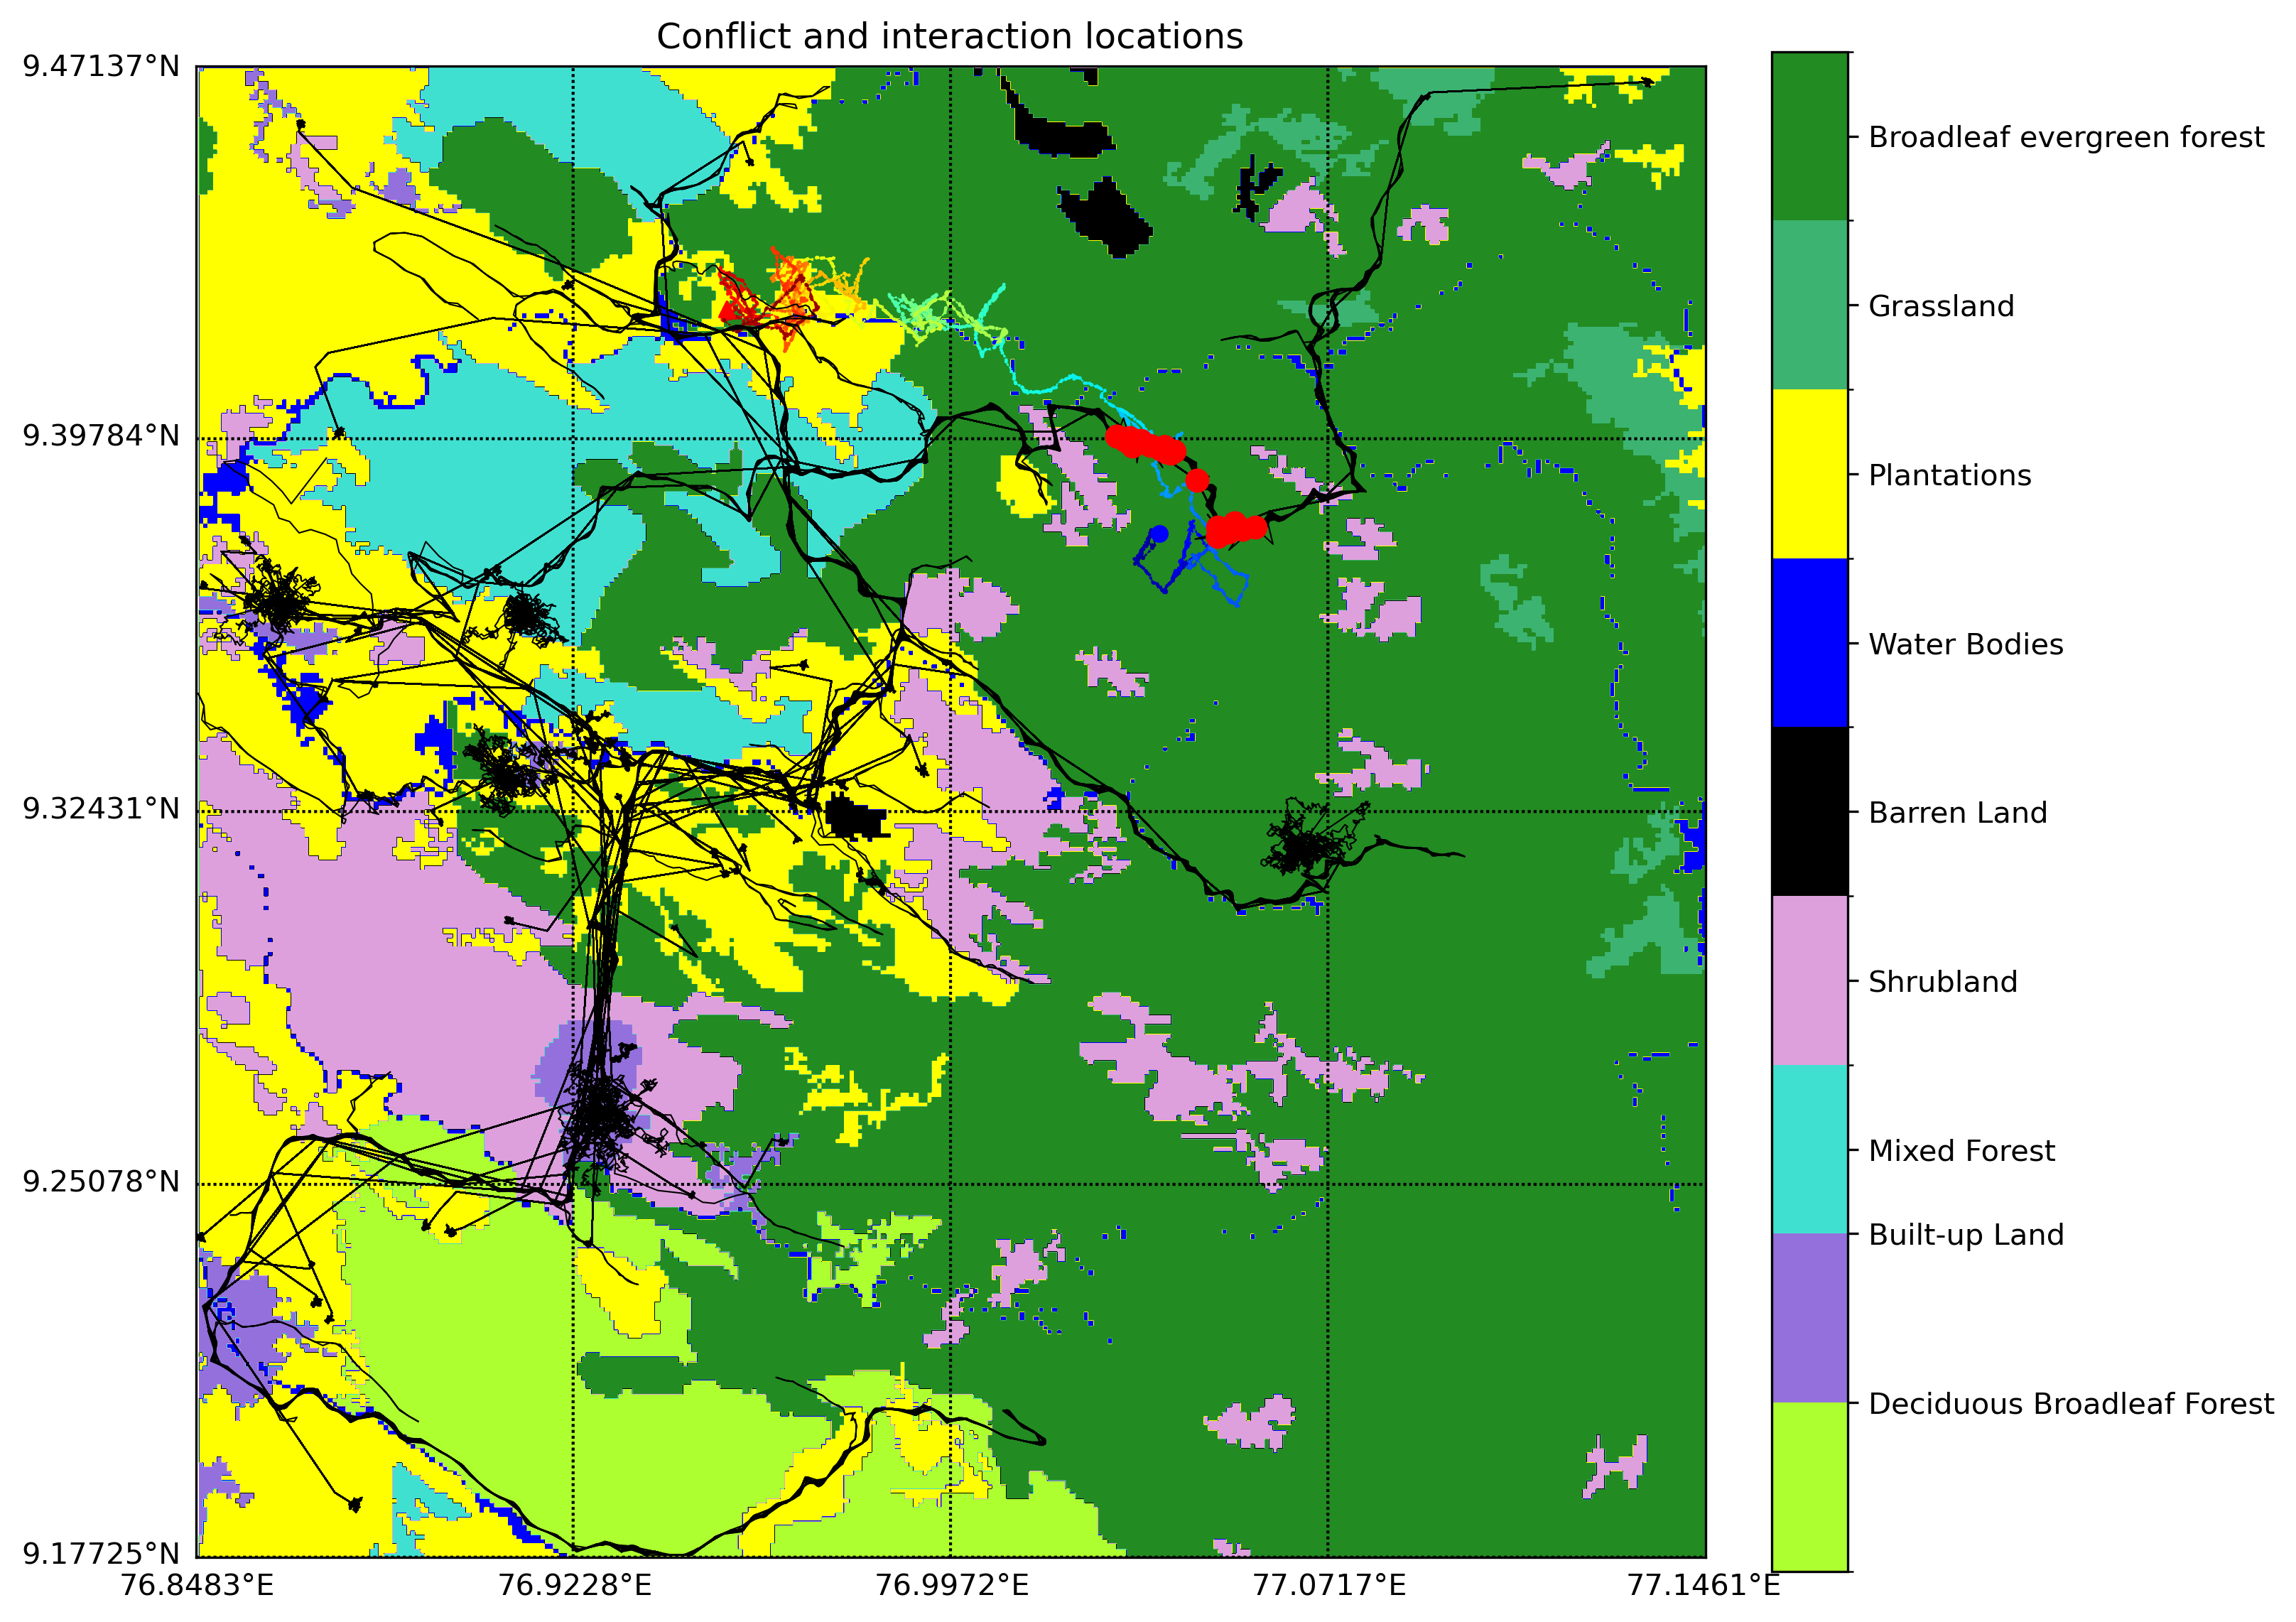 Conflict and interaction locations
9.47137°N
9.39784°N
9.32431°N
9.25078°N
9.17725°N
76.8483°E
76.9228°E
76.9972°E
77.0717°E
77.1461°E
Broadleaf evergreen forest
Grassland
Plantations
Water Bodies
Barren Land
Shrubland
Mixed Forest
Built-up Land
Deciduous Broadleaf Forest